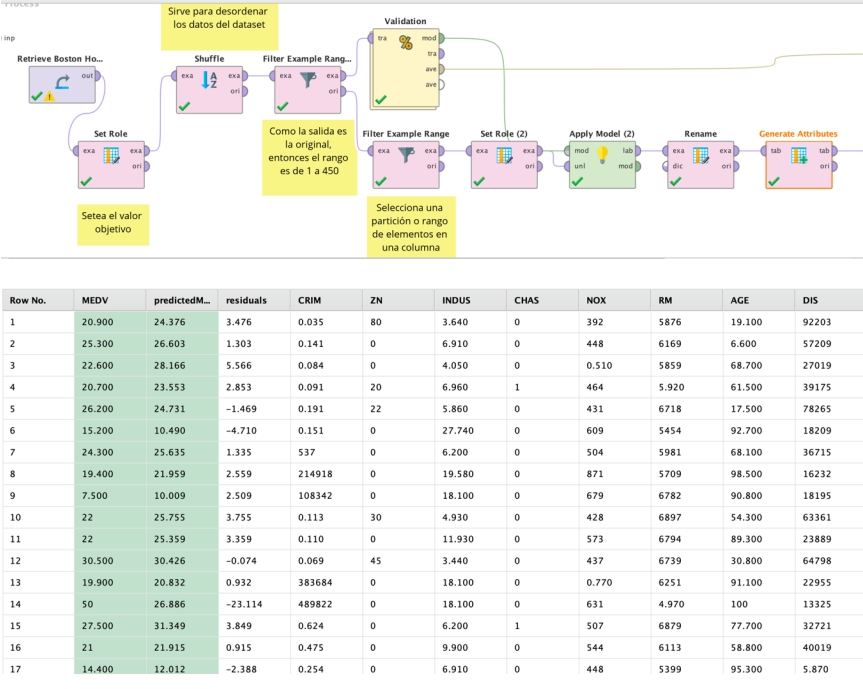 Process
inp
Sirve para desordenar
los datos del dataset
Validation
tra
mod
tra
ave
ave
Retrieve Boston Ho...
out
Shuffle
exa
exa
ori
Filter Example Rang...
exa
exa
ori
Set Role
exa
exa
ori
Como la salida es
la original,
entonces el rango
es de 1 a 450
Filter Example Range
exa
exa
ori
Set Role (2)
exa
exa
ori
Apply Model (2)
mod
lab
unl
mod
Rename
exa
exa
dic
ori
Generate Attributes
tab
tab
ori
Setea el valor
objetivo
Selecciona una
partición o rango
de elementos en
una columna
Row No. MEDV predictedM... residuals CRIM ZN INDUS CHAS NOX RM AGE DIS
1 20.900 24.376 3.476 0.035 80 3.640 0 392 5876 19.100 92203
2 25.300 26.603 1.303 0.141 0 6.910 0 448 6169 6.600 57209
3 22.600 28.166 5.566 0.084 0 4.050 0 0.510 5859 68.700 27019
4 20.700 23.553 2.853 0.091 20 6.960 1 464 5.920 61.500 39175
5 26.200 24.731 −1.469 0.191 22 5.860 0 431 6718 17.500 78265
6 15.200 10.490 −4.710 0.151 0 27.740 0 609 5454 92.700 18209
7 24.300 25.635 1.335 537 0 6.200 0 504 5981 68.100 36715
8 19.400 21.959 2.559 214918 0 19.580 0 871 5709 98.500 16232
9 7.500 10.009 2.509 108342 0 18.100 0 679 6782 90.800 18195
10 22 25.755 3.755 0.113 30 4.930 0 428 6897 54.300 63361
11 22 25.359 3.359 0.110 0 11.930 0 573 6794 89.300 23889
12 30.500 30.426 −0.074 0.069 45 3.440 0 437 6739 30.800 64798
13 19.900 20.832 0.932 383684 0 18.100 0 0.770 6251 91.100 22955
14 50 26.886 −23.114 489822 0 18.100 0 631 4.970 100 13325
15 27.500 31.349 3.849 0.624 0 6.200 1 507 6879 77.700 32721
16 21 21.915 0.915 0.475 0 9.900 0 544 6113 58.800 40019
17 14.400 12.012 −2.388 0.254 0 6.910 0 448 5399 95.300 5.870